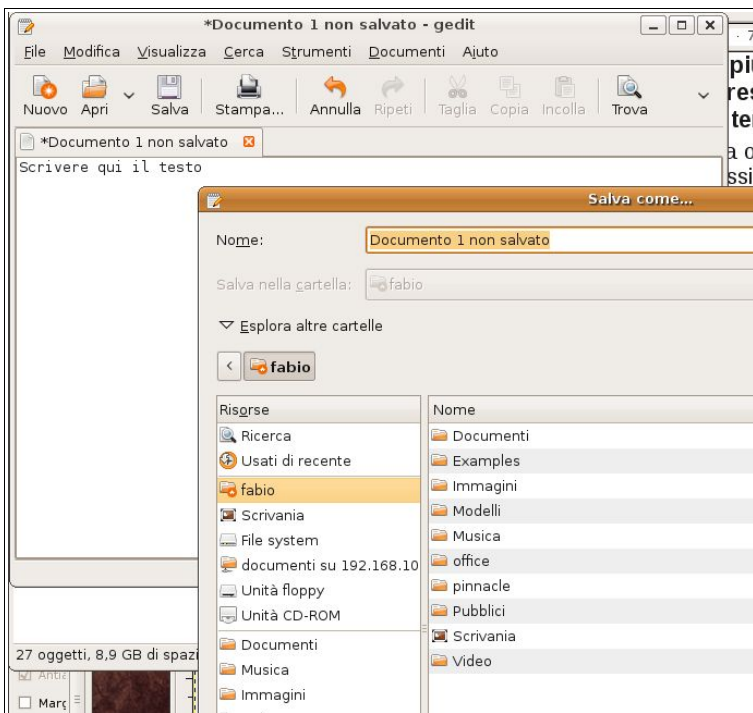 *Documento 1 non salvato - gedit
File Modifica Visualizza Cerca Strumenti Documenti Aiuto
Nuovo Apri Salva Stampa... Annulla Ripeti Taglia Copia Incolla Trova
*Documento 1 non salvato
Scrivere qui il testo
Salva come...
Nome: Documento 1 non salvato
Salva nella cartella: fabio
Esplora altre cartelle
fabio
Risorse
Ricerca
Usati di recente
fabio
Scrivania
File system
documenti su 192.168.10
Unità floppy
Unità CD-ROM
Documenti
Musica
Immagini
Nome
Documenti
Examples
Immagini
Modelli
Musica
office
pinnacle
Pubblici
Scrivania
Video
27 oggetti, 8,9 GB di spazi